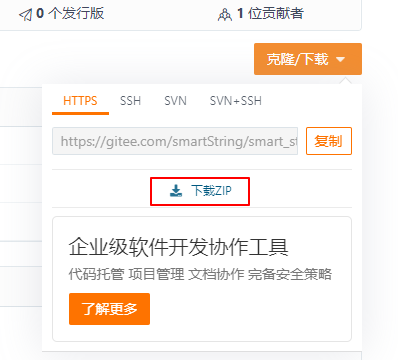 0 个发行版
1 位贡献者
克隆/下载
HTTPS SSH SVN SVN+SSH
https://gitee.com/smartString/smart_st
复制
下载ZIP
企业级软件开发协作工具
代码托管 项目管理 文档协作 完备安全策略
了解更多